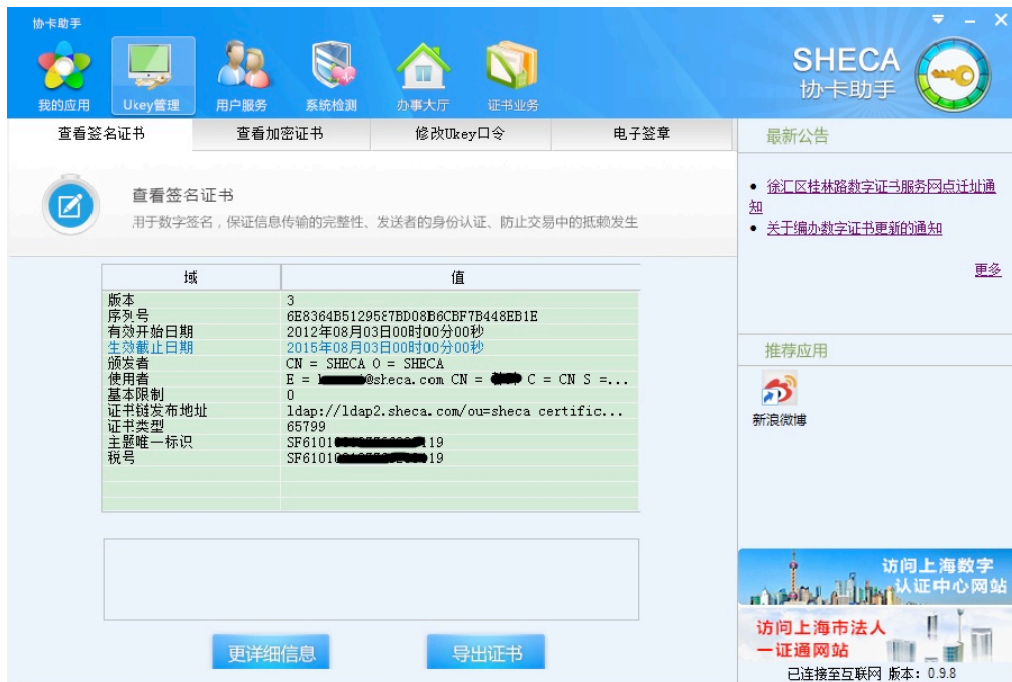 协卡助手
我的应用 Ukey管理 用户服务 系统检测 办事大厅 证书业务
SHECA
协卡助手
查看签名证书 查看加密证书 修改Ukey口令 电子签章
查看签名证书
用于数字签名，保证信息传输的完整性、发送者的身份认证、防止交易中的抵赖发生
域 值
版本 3
序列号 6E8364B5129587BD08B6CBF7B448EB1E
有效开始日期 2012年08月03日00时00分00秒
生效截止日期 2015年08月03日00时00分00秒
颁发者 CN = SHECA O = SHECA
使用者 E = @sheca.com CN = C = CN S =...
基本限制 0
证书链发布地址 ldap://ldap2.sheca.com/ou=sheca certific...
证书类型 65799
主题唯一标识 SF6101 119
税号 SF6101 19
更详细信息 导出证书
最新公告
徐汇区桂林路数字证书服务网点迁址通
知
关于编办数字证书更新的通知
更多
推荐应用
新浪微博
访问上海数字
认证中心网站
访问上海市法人
一证通网站
已连接至互联网 版本: 0.9.8